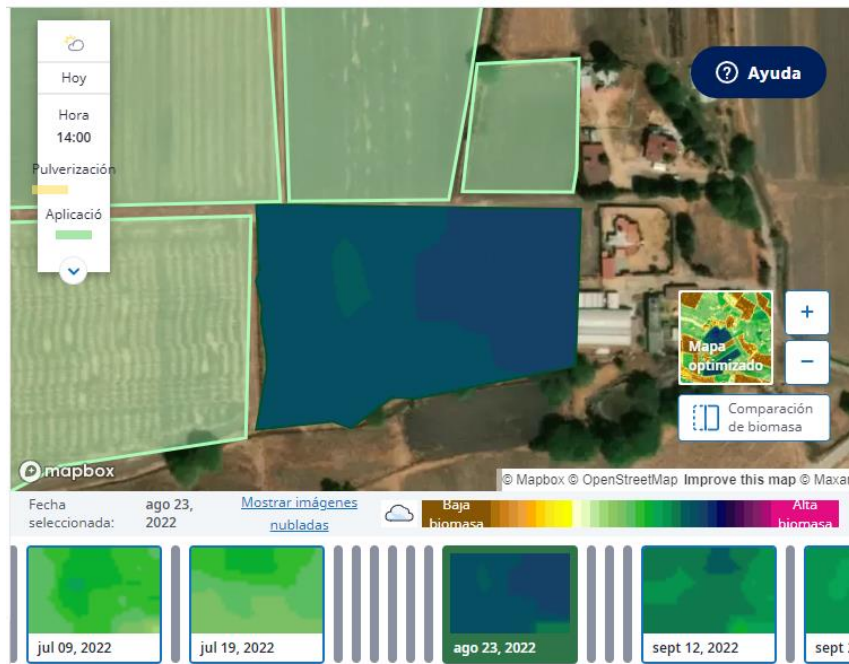 Hoy
Hora
14:00
Pulverización
Aplicació
? Ayuda
Mapa
optimizado
+
−
Comparación
de biomasa
mapbox
© Mapbox © OpenStreetMap Improve this map © Maxar
Fecha
seleccionada:
ago 23,
2022
Mostrar imágenes
nubladas
Baja
biomasa
Alta
biomasa
jul 09, 2022
jul 19, 2022
ago 23, 2022
sept 12, 2022
sept